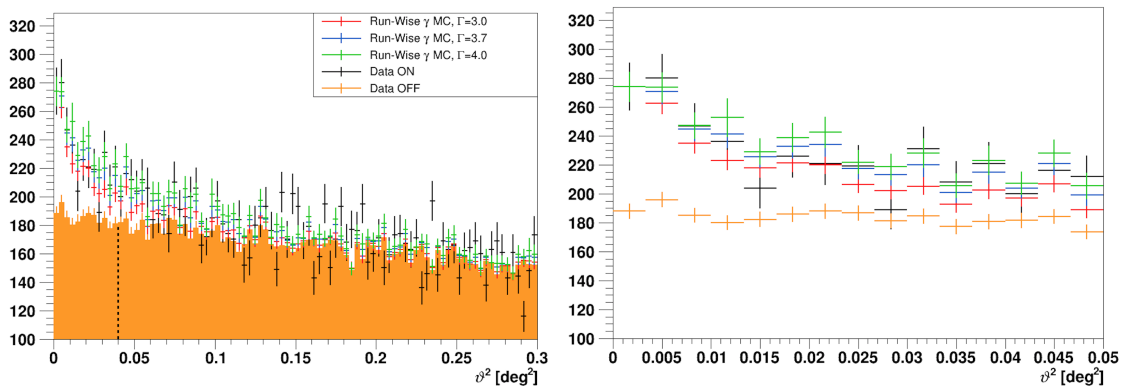 320
300
280
260
240
220
200
180
160
140
120
100
0 0.05 0.1 0.15 0.2 0.25 0.3
ϑ² [deg²]
Run-Wise γ MC, Γ=3.0
Run-Wise γ MC, Γ=3.7
Run-Wise γ MC, Γ=4.0
Data ON
Data OFF
320
300
280
260
240
220
200
180
160
140
120
100
0 0.005 0.01 0.015 0.02 0.025 0.03 0.035 0.04 0.045 0.05
ϑ² [deg²]